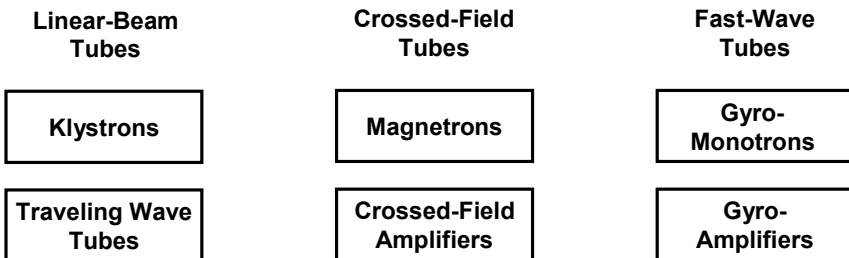 Linear-Beam
Tubes
Crossed-Field
Tubes
Fast-Wave
Tubes
Klystrons
Magnetrons
Gyro-
Monotrons
Traveling Wave
Tubes
Crossed-Field
Amplifiers
Gyro-
Amplifiers